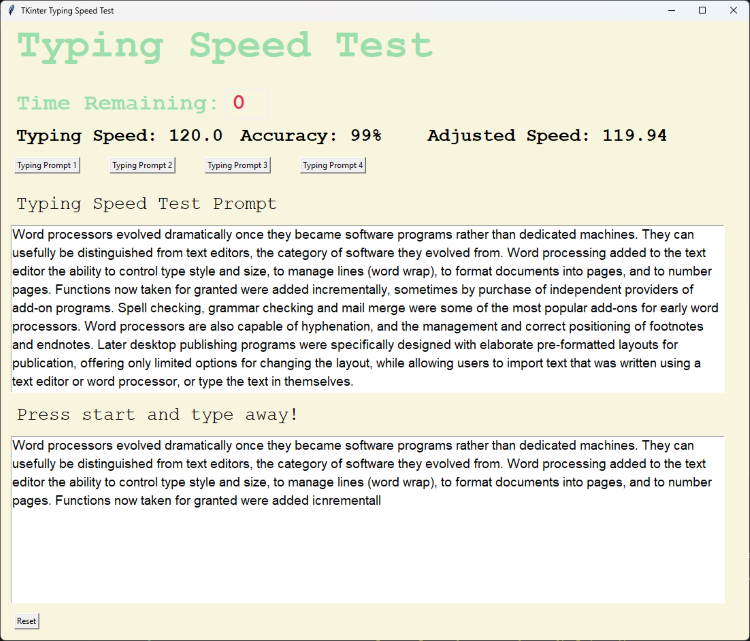 TKinter Typing Speed Test
Typing Speed Test
Time Remaining: 0
Typing Speed: 120.0 Accuracy: 99% Adjusted Speed: 119.94
Typing Prompt 1 Typing Prompt 2 Typing Prompt 3 Typing Prompt 4
Typing Speed Test Prompt
Word processors evolved dramatically once they became software programs rather than dedicated machines. They can
usefully be distinguished from text editors, the category of software they evolved from. Word processing added to the text
editor the ability to control type style and size, to manage lines (word wrap), to format documents into pages, and to number
pages. Functions now taken for granted were added incrementally, sometimes by purchase of independent providers of
add-on programs. Spell checking, grammar checking and mail merge were some of the most popular add-ons for early word
processors. Word processors are also capable of hyphenation, and the management and correct positioning of footnotes
and endnotes. Later desktop publishing programs were specifically designed with elaborate pre-formatted layouts for
publication, offering only limited options for changing the layout, while allowing users to import text that was written using a
text editor or word processor, or type the text in themselves.
Press start and type away!
Word processors evolved dramatically once they became software programs rather than dedicated machines. They can
usefully be distinguished from text editors, the category of software they evolved from. Word processing added to the text
editor the ability to control type style and size, to manage lines (word wrap), to format documents into pages, and to number
pages. Functions now taken for granted were added icnrementall
Reset